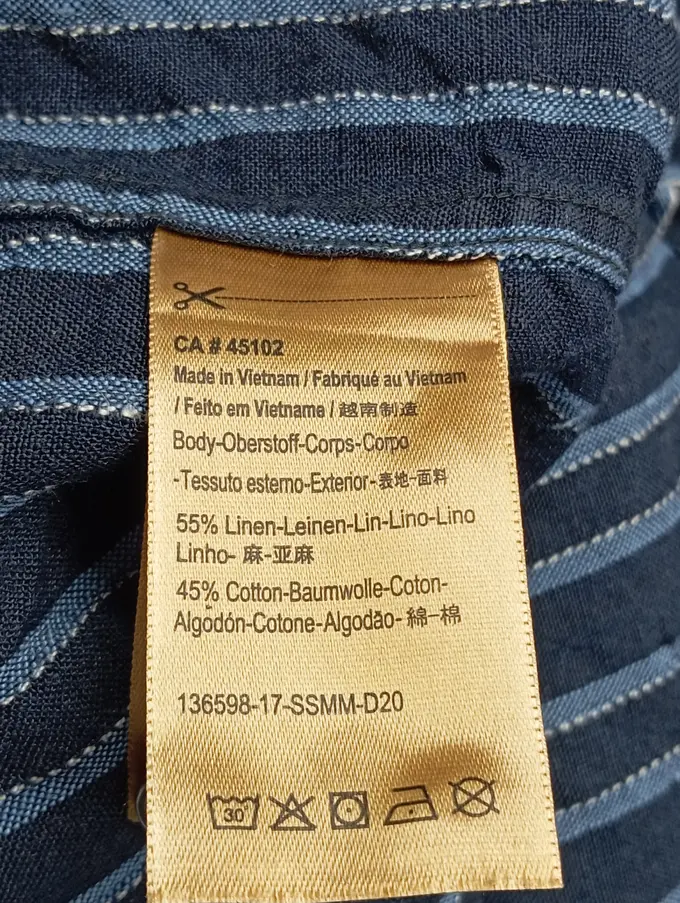 CA # 45102
Made in Vietnam / Fabriqué au Vietnam
/ Feito em Vietname / 越南制造
Body-Oberstoff-Corps-Corpo
-Tessuto esterno-Exterior-表地-面料
55% Linen-Leinen-Lin-Lino-Lino
Linho- 麻-亚麻
45% Cotton-Baumwolle-Coton-
Algodón-Cotone-Algodão- 綿-棉
136598-17-SSMM-D20
30